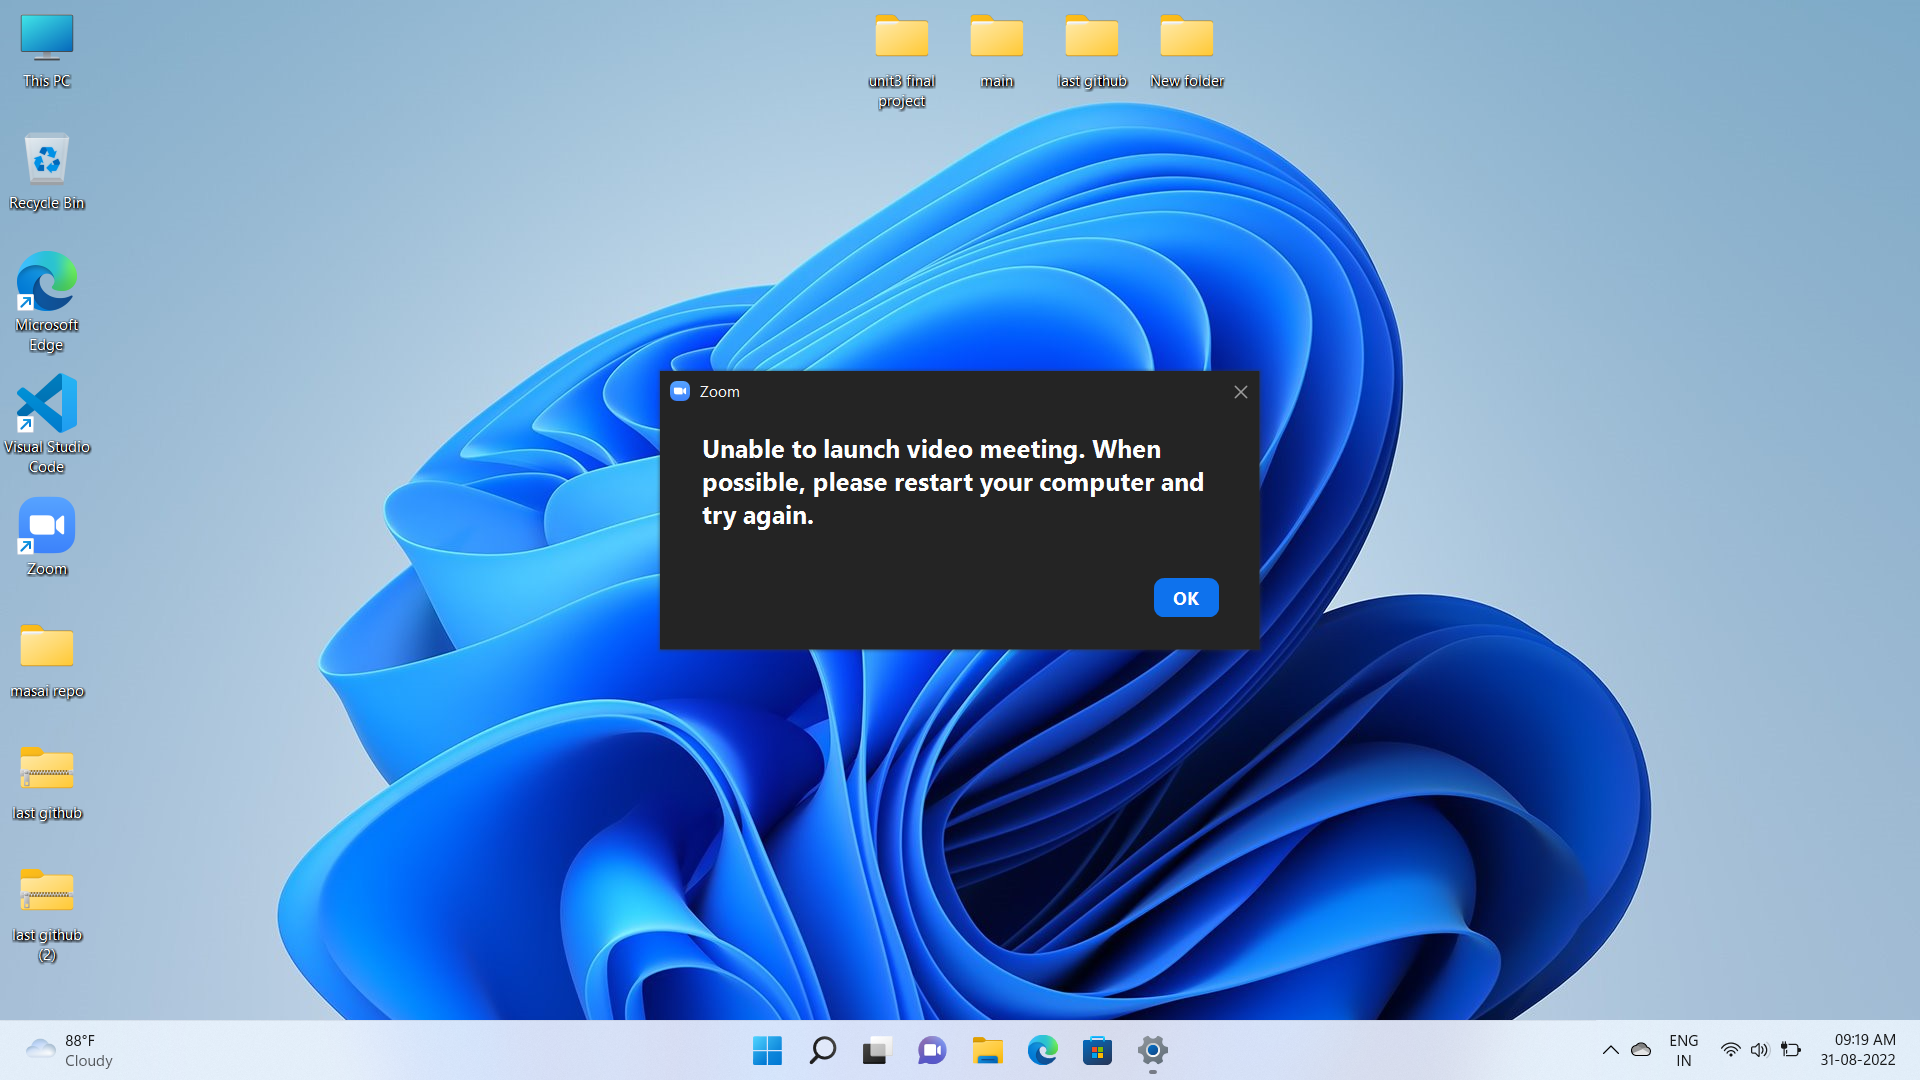 This PC
Recycle Bin
Microsoft
Edge
Visual Studio
Code
Zoom
masai repo
last github
last github
(2)
unit3 final
project
main
last github
New folder
Zoom
Unable to launch video meeting. When
possible, please restart your computer and
try again.
OK
88°F
Cloudy
ENG
IN
09:19 AM
31-08-2022